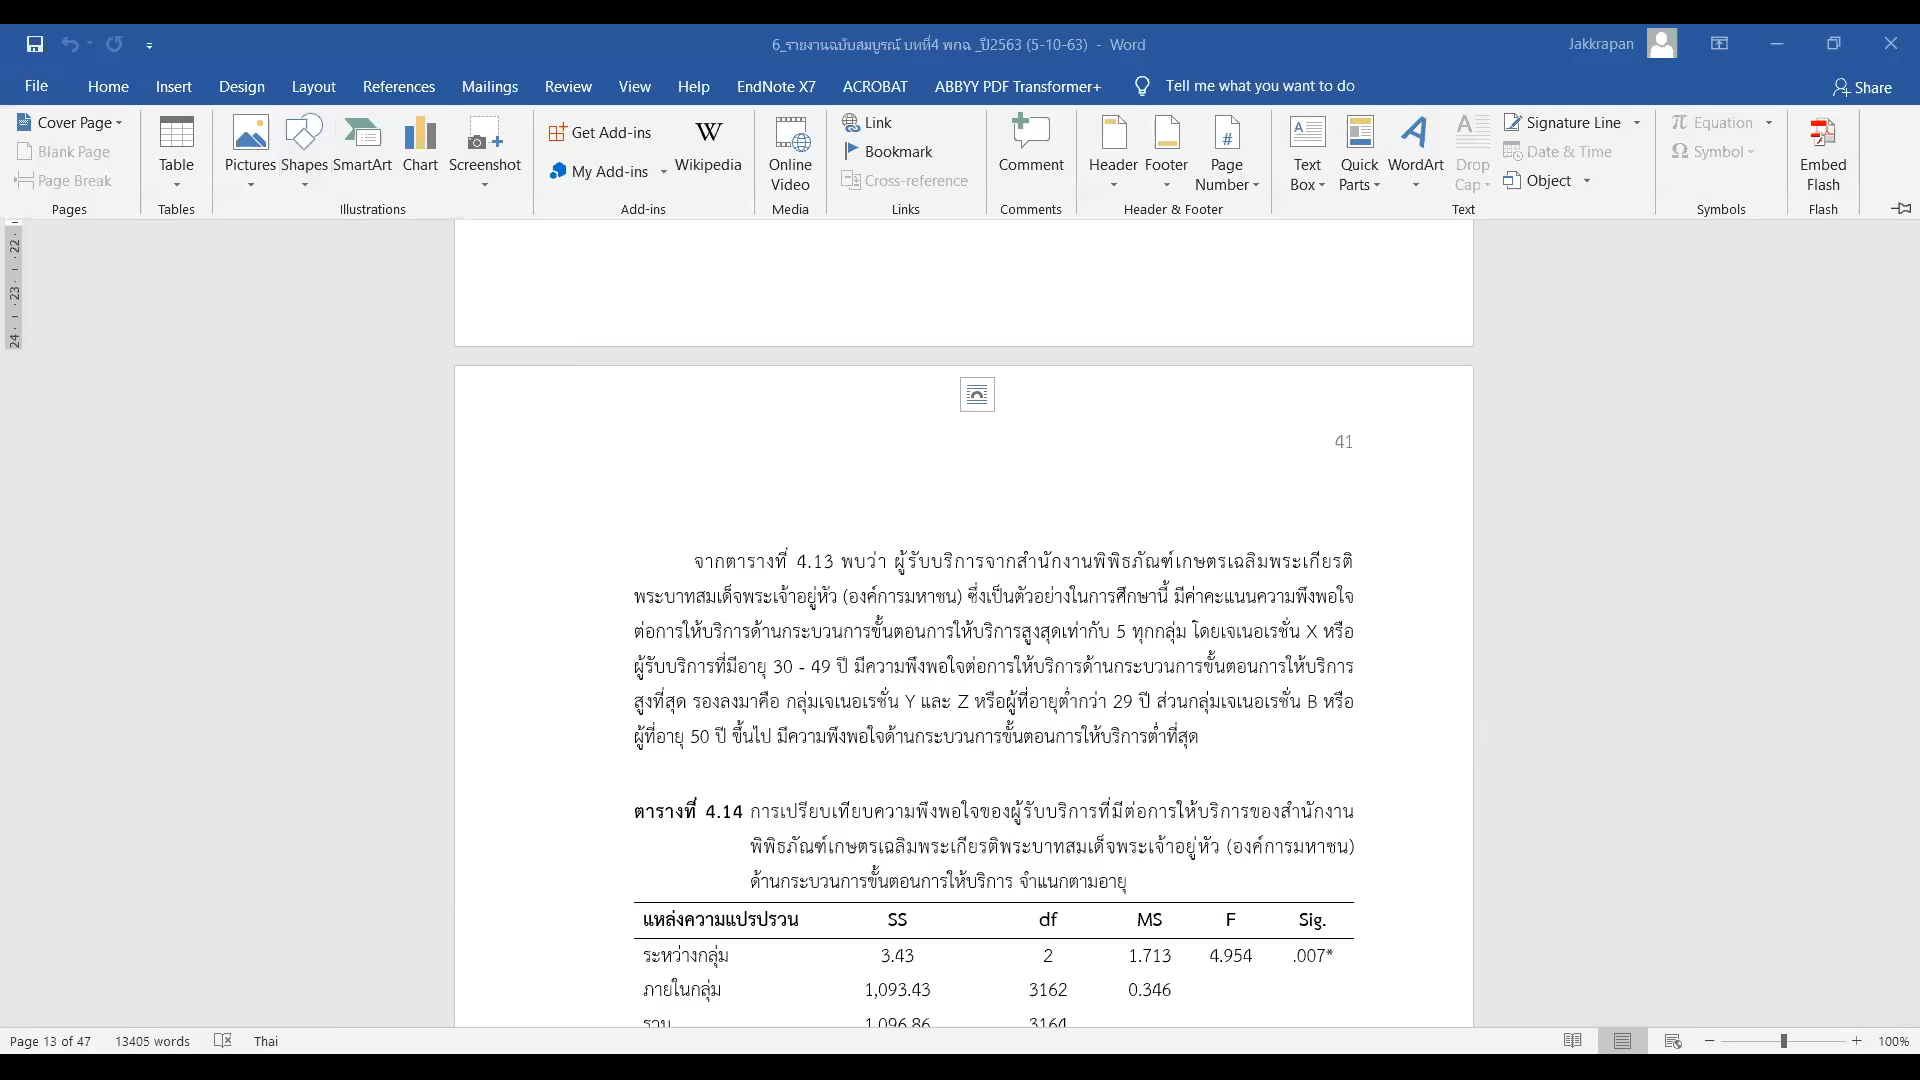 6_รายงานฉบับสมบูรณ์ บทที่4 พกฉ _ปี2563 (5-10-63) - Word
Jakkrapan
File Home Insert Design Layout References Mailings Review View Help EndNote X7 ACROBAT ABBYY PDF Transformer+ Tell me what you want to do
Share
Cover Page
Blank Page
Page Break
Pages
Table
Tables
Pictures Shapes SmartArt Chart Screenshot
Illustrations
Get Add-ins
My Add-ins
W
Wikipedia
Add-ins
Online
Video
Media
Link
Bookmark
Cross-reference
Links
Comment
Comments
Header Footer Page
Number
Header & Footer
Text
Box
Quick
Parts
WordArt
Drop
Cap
Signature Line
Date & Time
Object
Text
π Equation
Ω Symbol
Symbols
Embed
Flash
Flash
22
23
24
41
จากตารางที่ 4.13 พบว่า ผู้รับบริการจากสำนักงานพิพิธภัณฑ์เกษตรเฉลิมพระเกียรติ
พระบาทสมเด็จพระเจ้าอยู่หัว (องค์การมหาชน) ซึ่งเป็นตัวอย่างในการศึกษานี้ มีค่าคะแนนความพึงพอใจ
ต่อการให้บริการด้านกระบวนการขั้นตอนการให้บริการสูงสุดเท่ากับ 5 ทุกกลุ่ม โดยเจเนอเรชั่น X หรือ
ผู้รับบริการที่มีอายุ 30 - 49 ปี มีความพึงพอใจต่อการให้บริการด้านกระบวนการขั้นตอนการให้บริการ
สูงที่สุด รองลงมาคือ กลุ่มเจเนอเรชั่น Y และ Z หรือผู้ที่อายุต่ำกว่า 29 ปี ส่วนกลุ่มเจเนอเรชั่น B หรือ
ผู้ที่อายุ 50 ปี ขึ้นไป มีความพึงพอใจด้านกระบวนการขั้นตอนการให้บริการต่ำที่สุด
ตารางที่ 4.14 การเปรียบเทียบความพึงพอใจของผู้รับบริการที่มีต่อการให้บริการของสำนักงาน
พิพิธภัณฑ์เกษตรเฉลิมพระเกียรติพระบาทสมเด็จพระเจ้าอยู่หัว (องค์การมหาชน)
ด้านกระบวนการขั้นตอนการให้บริการ จำแนกตามอายุ
แหล่งความแปรปรวน SS df MS F Sig.
ระหว่างกลุ่ม 3.43 2 1.713 4.954 .007*
ภายในกลุ่ม 1,093.43 3162 0.346
รวม 1,096.86 3164
Page 13 of 47 13405 words Thai
100%